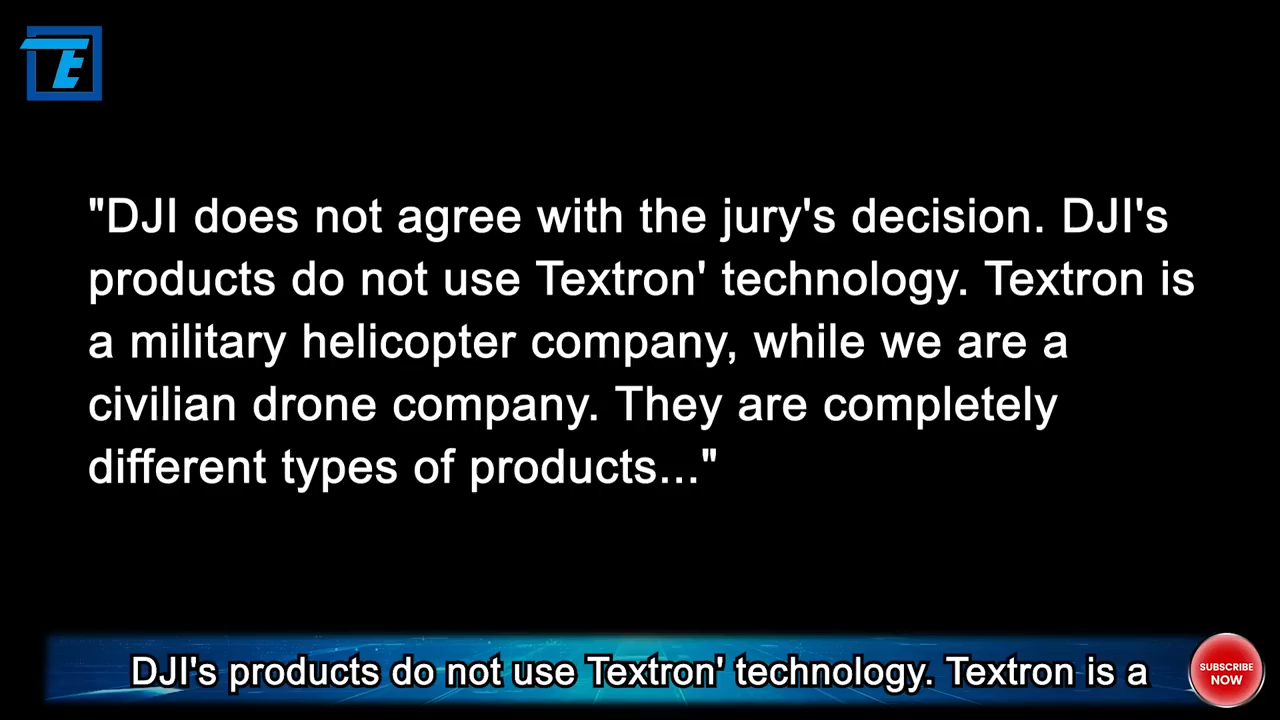 TE
"DJI does not agree with the jury's decision. DJI's
products do not use Textron' technology. Textron is
a military helicopter company, while we are a
civilian drone company. They are completely
different types of products..."
DJI's products do not use Textron' technology. Textron is a
SUBSCRIBE
NOW